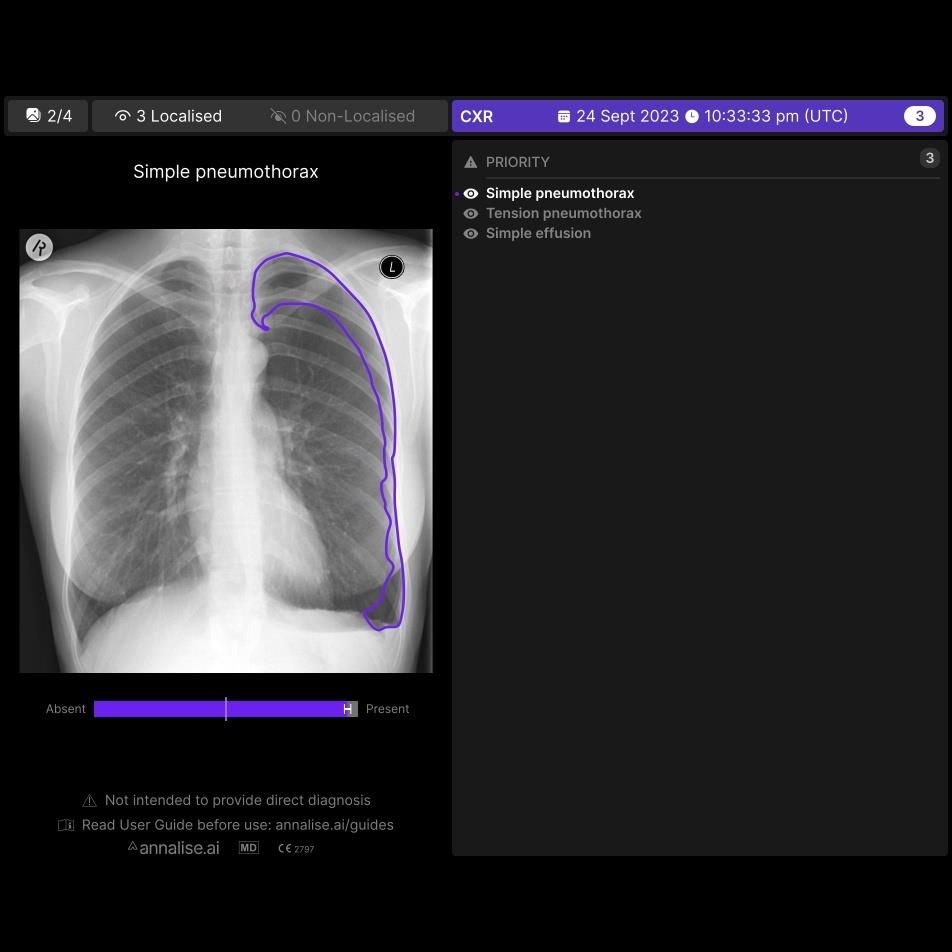 2/4
3 Localised
0 Non-Localised
CXR
24 Sept 2023
10:33:33 pm (UTC)
3
Simple pneumothorax
L
Absent
Present
Not intended to provide direct diagnosis
Read User Guide before use: annalise.ai/guides
annalise.ai
MD
CE 2797
PRIORITY
3
Simple pneumothorax
Tension pneumothorax
Simple effusion